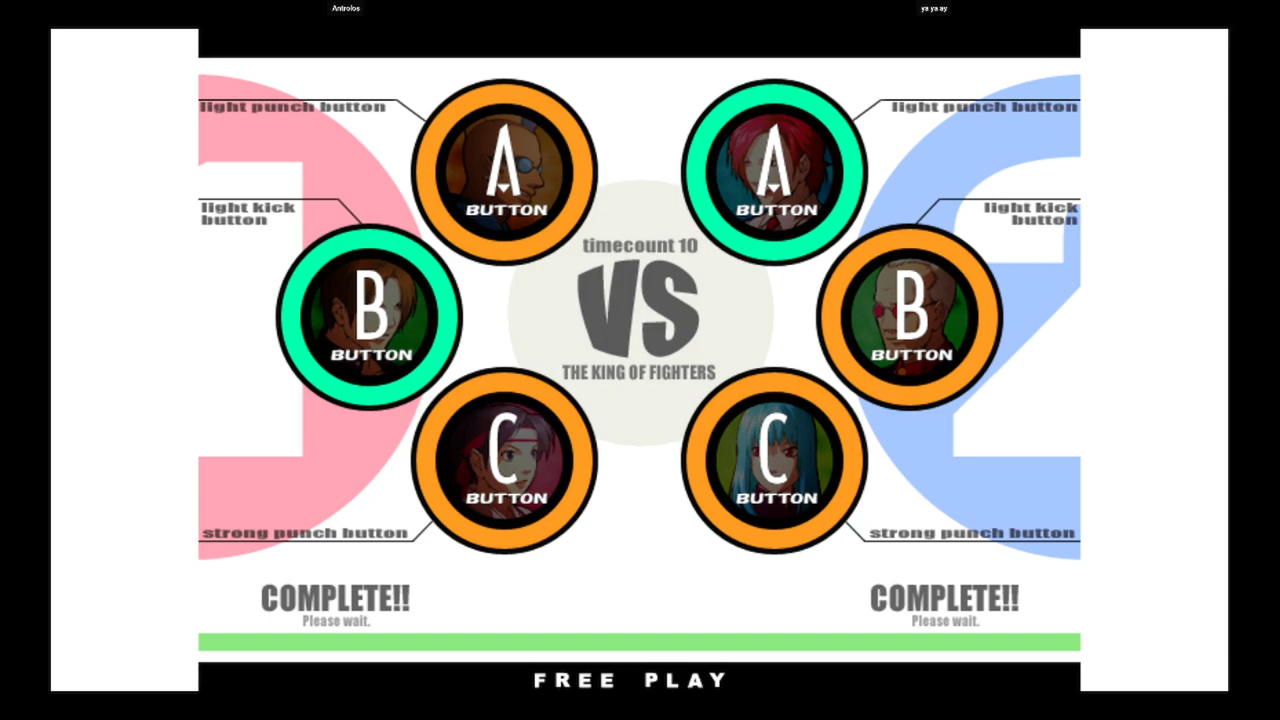 Antrolos
ya ya ay
light punch button
light punch button
A
BUTTON
A
BUTTON
light kick
button
light kick
button
timecount 10
VS
THE KING OF FIGHTERS
B
BUTTON
B
BUTTON
C
BUTTON
C
BUTTON
strong punch button
strong punch button
COMPLETE!!
Please wait.
COMPLETE!!
Please wait.
FREE PLAY
1
2